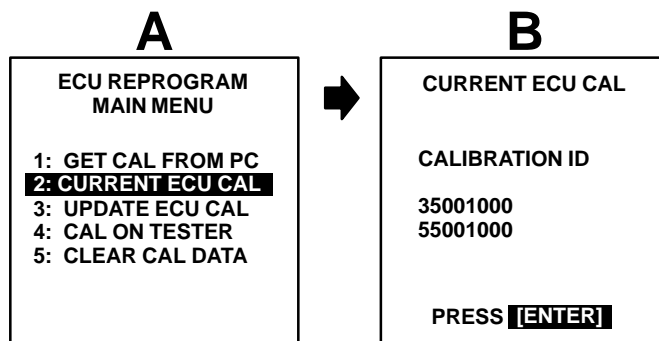 A
ECU REPROGRAM
MAIN MENU
1: GET CAL FROM PC
2: CURRENT ECU CAL
3: UPDATE ECU CAL
4: CAL ON TESTER
5: CLEAR CAL DATA
B
CURRENT ECU CAL
CALIBRATION ID
35001000
55001000
PRESS [ENTER]